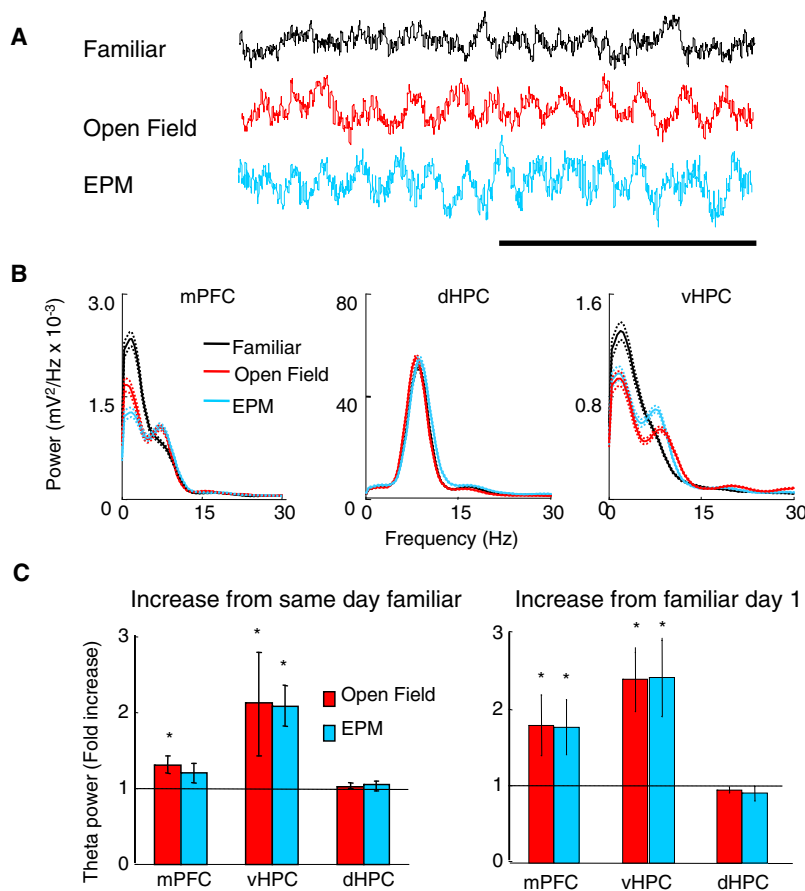 A
Familiar
Open Field
EPM
B
mPFC
dHPC
vHPC
Power (mV²/Hz x 10⁻³)
3.0
1.5
0
80
40
0
1.6
0.8
0
Familiar
Open Field
EPM
0 15 30
0 15 30
0 15 30
Frequency (Hz)
C
Increase from same day familiar
Increase from familiar day 1
Theta power (Fold increase)
3
2
1
0
* * *
Open Field
EPM
mPFC vHPC dHPC
3
2
1
0
* * * *
mPFC vHPC dHPC